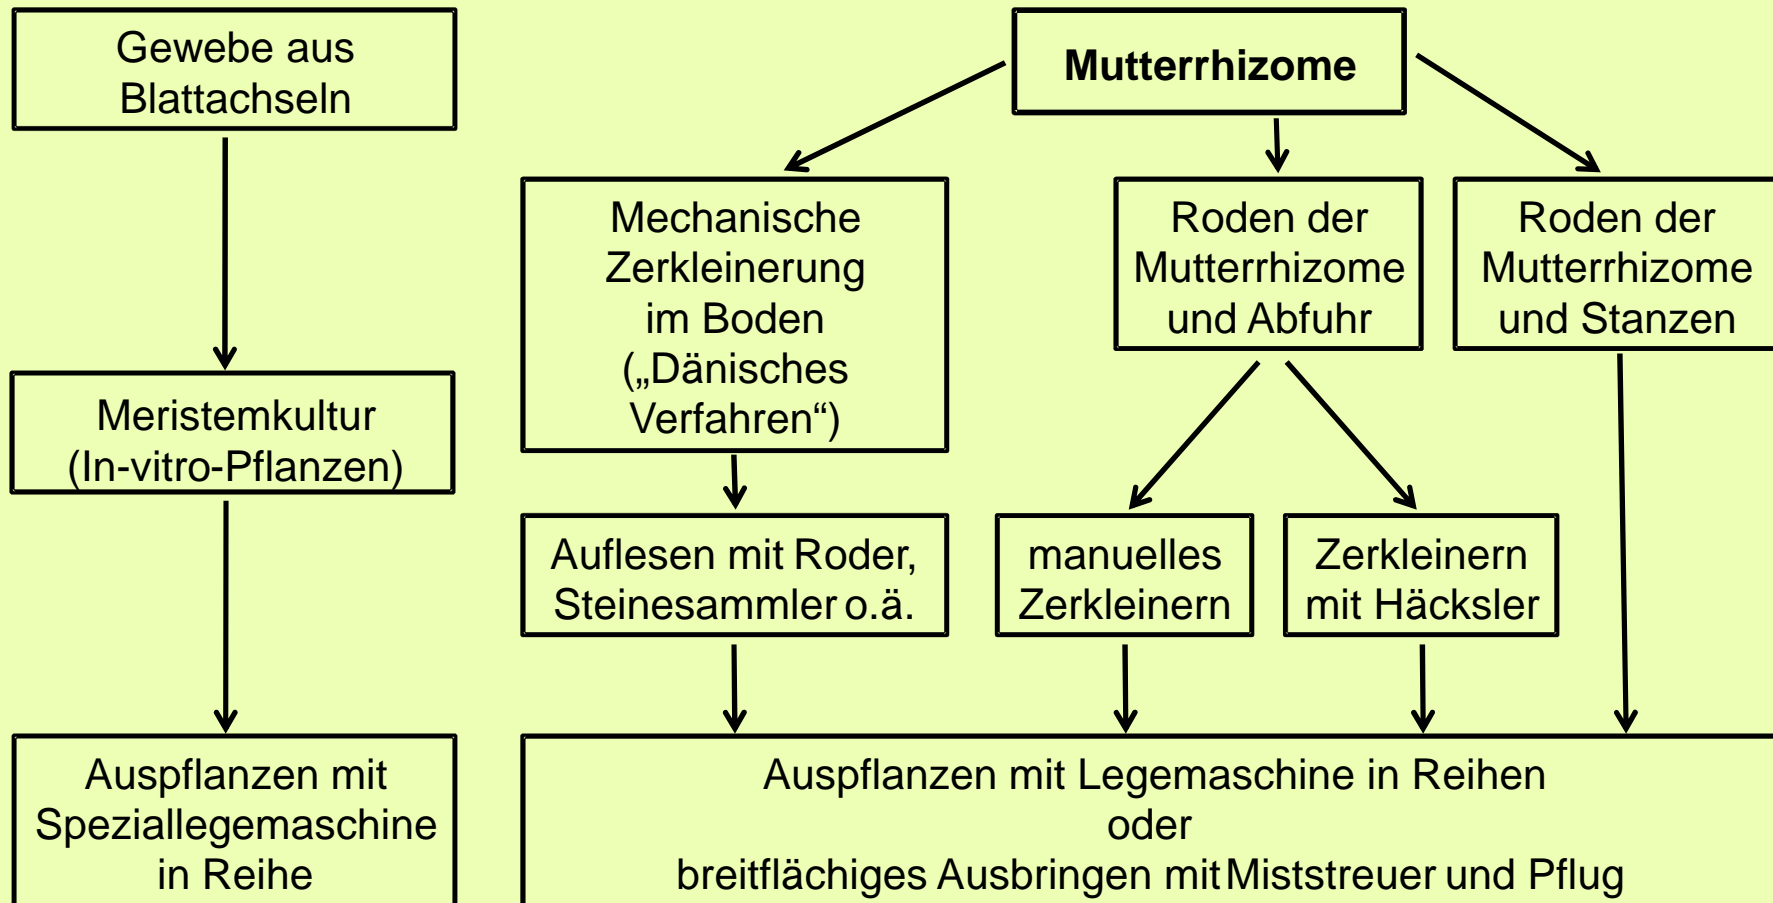 Gewebe aus
Blattachseln
Meristemkultur
(In-vitro-Pflanzen)
Auspflanzen mit
Speziallegemaschine
in Reihe
Mutterrhizome
Mechanische
Zerkleinerung
im Boden
(„Dänisches
Verfahren“)
Roden der
Mutterrhizome
und Abfuhr
Roden der
Mutterrhizome
und Stanzen
Auflesen mit Roder,
Steinesammler o.ä.
manuelles
Zerkleinern
Zerkleinern
mit Häcksler
Auspflanzen mit Legemaschine in Reihen
oder
breitflächiges Ausbringen mit Miststreuer und Pflug